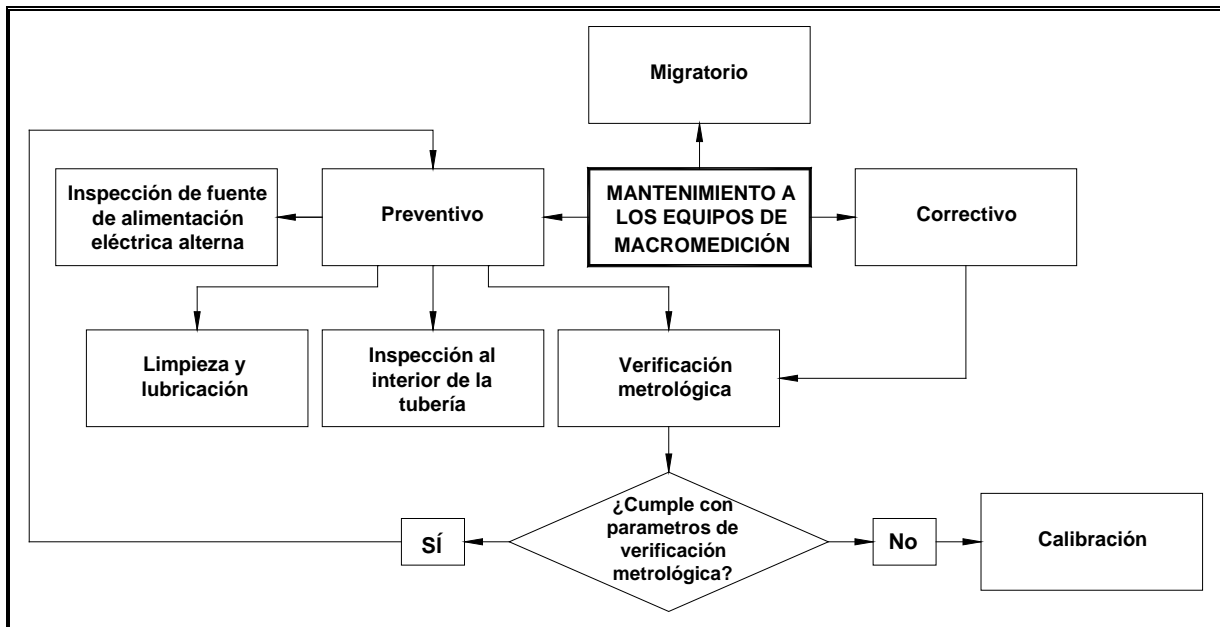 Migratorio
Inspección de fuente
de alimentación
eléctrica alterna
Preventivo
MANTENIMIENTO A
LOS EQUIPOS DE
MACROMEDICIÓN
Correctivo
Limpieza y
lubricación
Inspección al
interior de la
tubería
Verificación
metrológica
¿Cumple con
parametros de
verificación
metrológica?
SÍ
No
Calibración